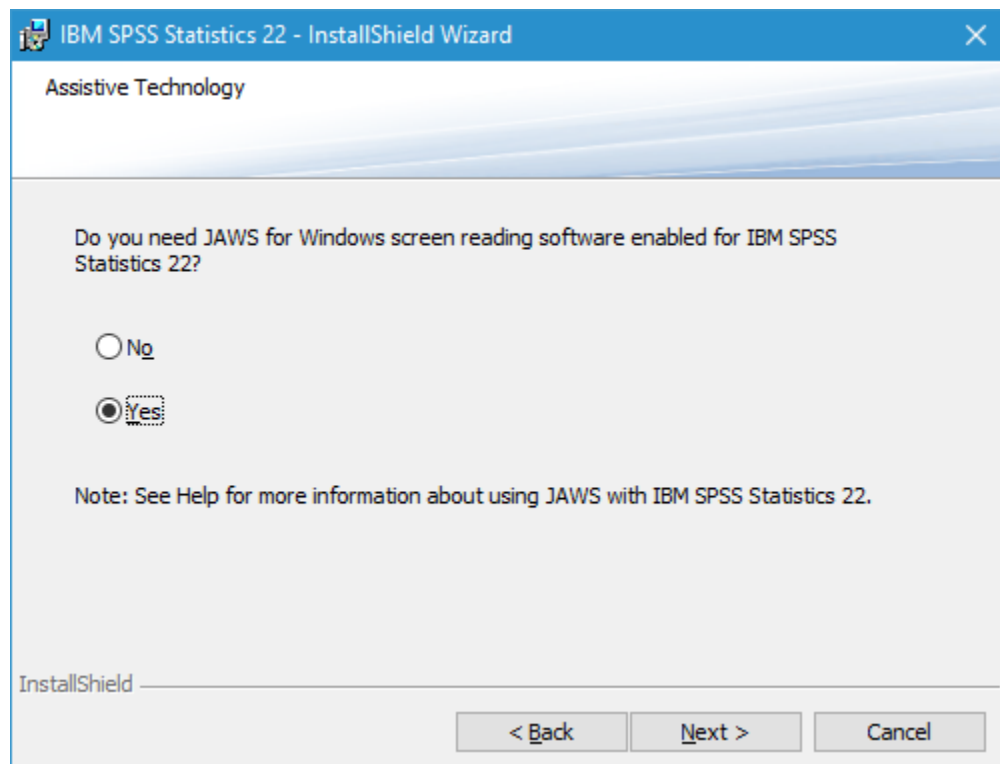 IBM SPSS Statistics 22 - InstallShield Wizard
Assistive Technology
Do you need JAWS for Windows screen reading software enabled for IBM SPSS
Statistics 22?
No
Yes
Note: See Help for more information about using JAWS with IBM SPSS Statistics 22.
InstallShield
< Back Next > Cancel